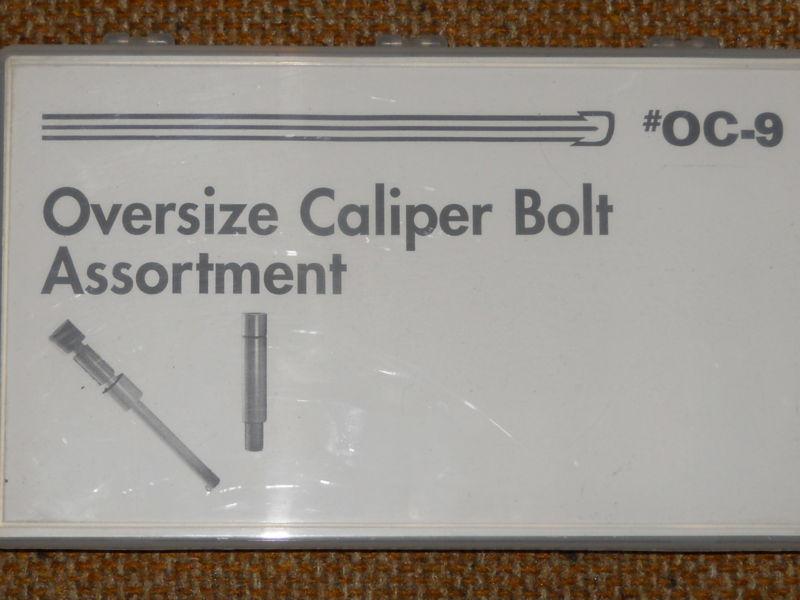 #OC-9
Oversize Caliper Bolt
Assortment